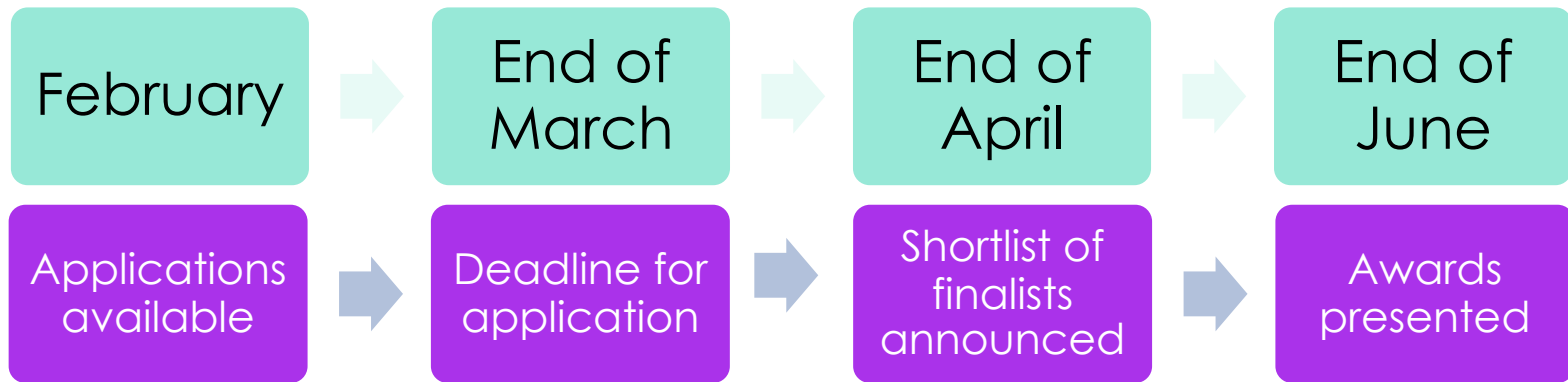 February
End of
March
End of
April
End of
June
Applications
available
Deadline for
application
Shortlist of
finalists
announced
Awards
presented